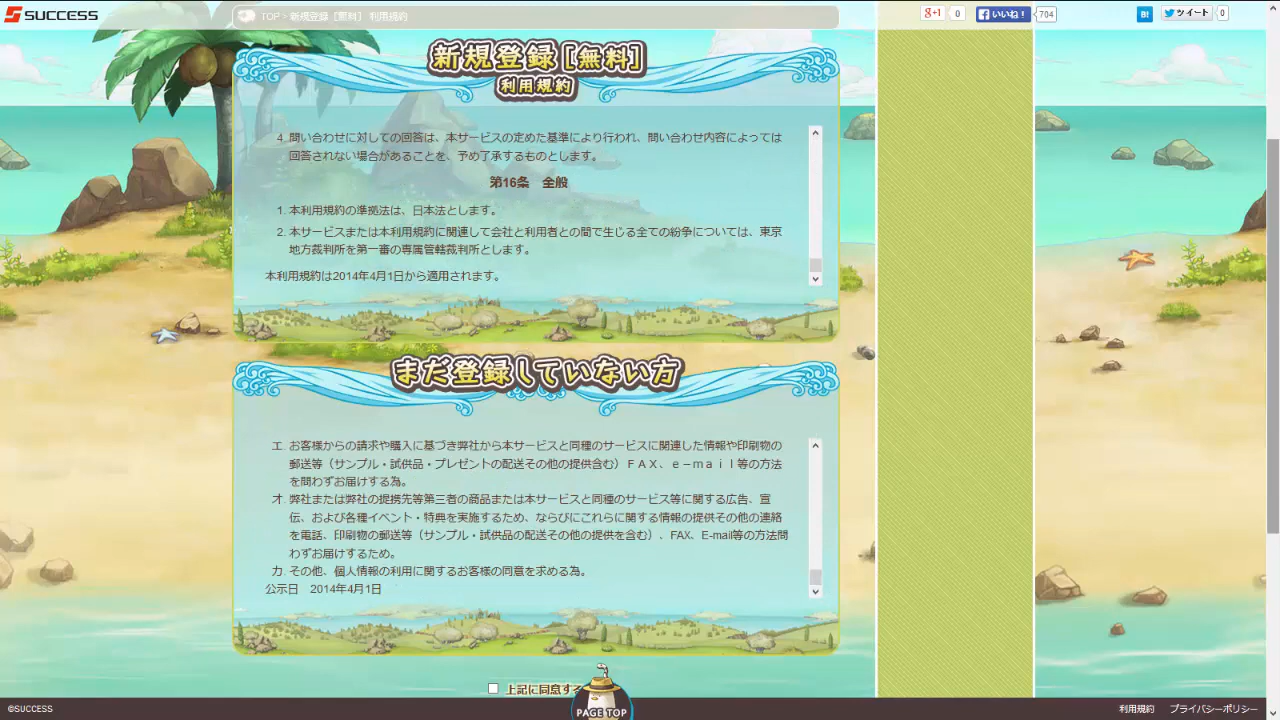 SUCCESS
TOP > 新規登録［無料］ 利用規約
g+1 0
いいね！ 704
B!
ツイート 0
新規登録［無料］
利用規約
4. 問い合わせに対しての回答は、本サービスの定めた基準により行われ、問い合わせ内容によっては
回答されない場合があることを、予め了承するものとします。
第16条　全般
1. 本利用規約の準拠法は、日本法とします。
2. 本サービスまたは本利用規約に関連して会社と利用者との間で生じる全ての紛争については、東京
地方裁判所を第一審の専属管轄裁判所とします。
本利用規約は2014年4月1日から適用されます。
まだ登録していない方
エ. お客様からの請求や購入に基づき弊社から本サービスと同種のサービスに関連した情報や印刷物の
郵送等（サンプル・試供品・プレゼントの配送その他の提供含む）ＦＡＸ、ｅ－ｍａｉｌ等の方法
を問わずお届けする為。
オ. 弊社または弊社の提携先等第三者の商品または本サービスと同種のサービス等に関する広告、宣
伝、および各種イベント・特典を実施するため、ならびにこれらに関する情報の提供その他の連絡
を電話、印刷物の郵送等（サンプル・試供品の配送その他の提供を含む）、FAX、E-mail等の方法問
わずお届けするため。
カ. その他、個人情報の利用に関するお客様の同意を求める為。
公示日　2014年4月1日
上記に同意する
PAGE TOP
©SUCCESS
利用規約
プライバシーポリシー